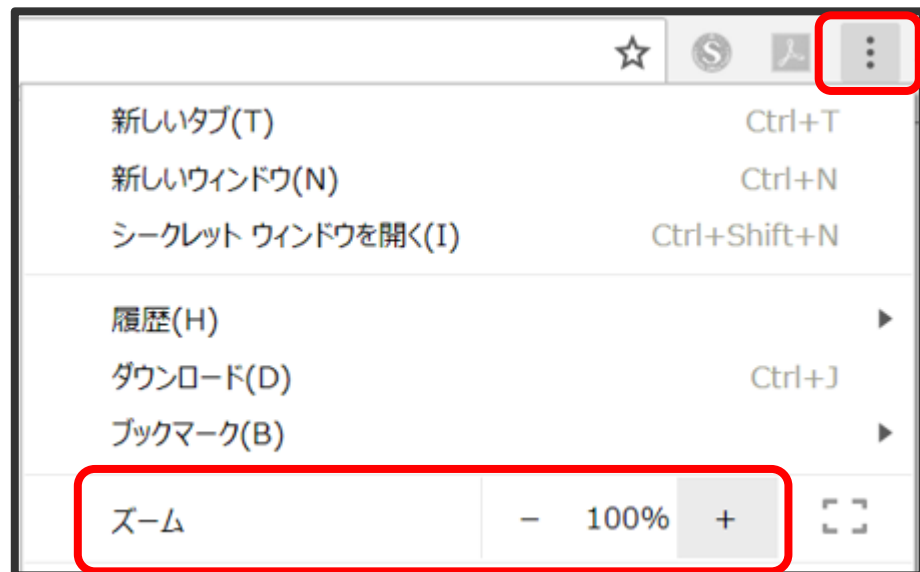 新しいタブ(T) Ctrl+T
新しいウィンドウ(N) Ctrl+N
シークレット ウィンドウを開く(I) Ctrl+Shift+N
履歴(H)
ダウンロード(D) Ctrl+J
ブックマーク(B)
ズーム − 100% +